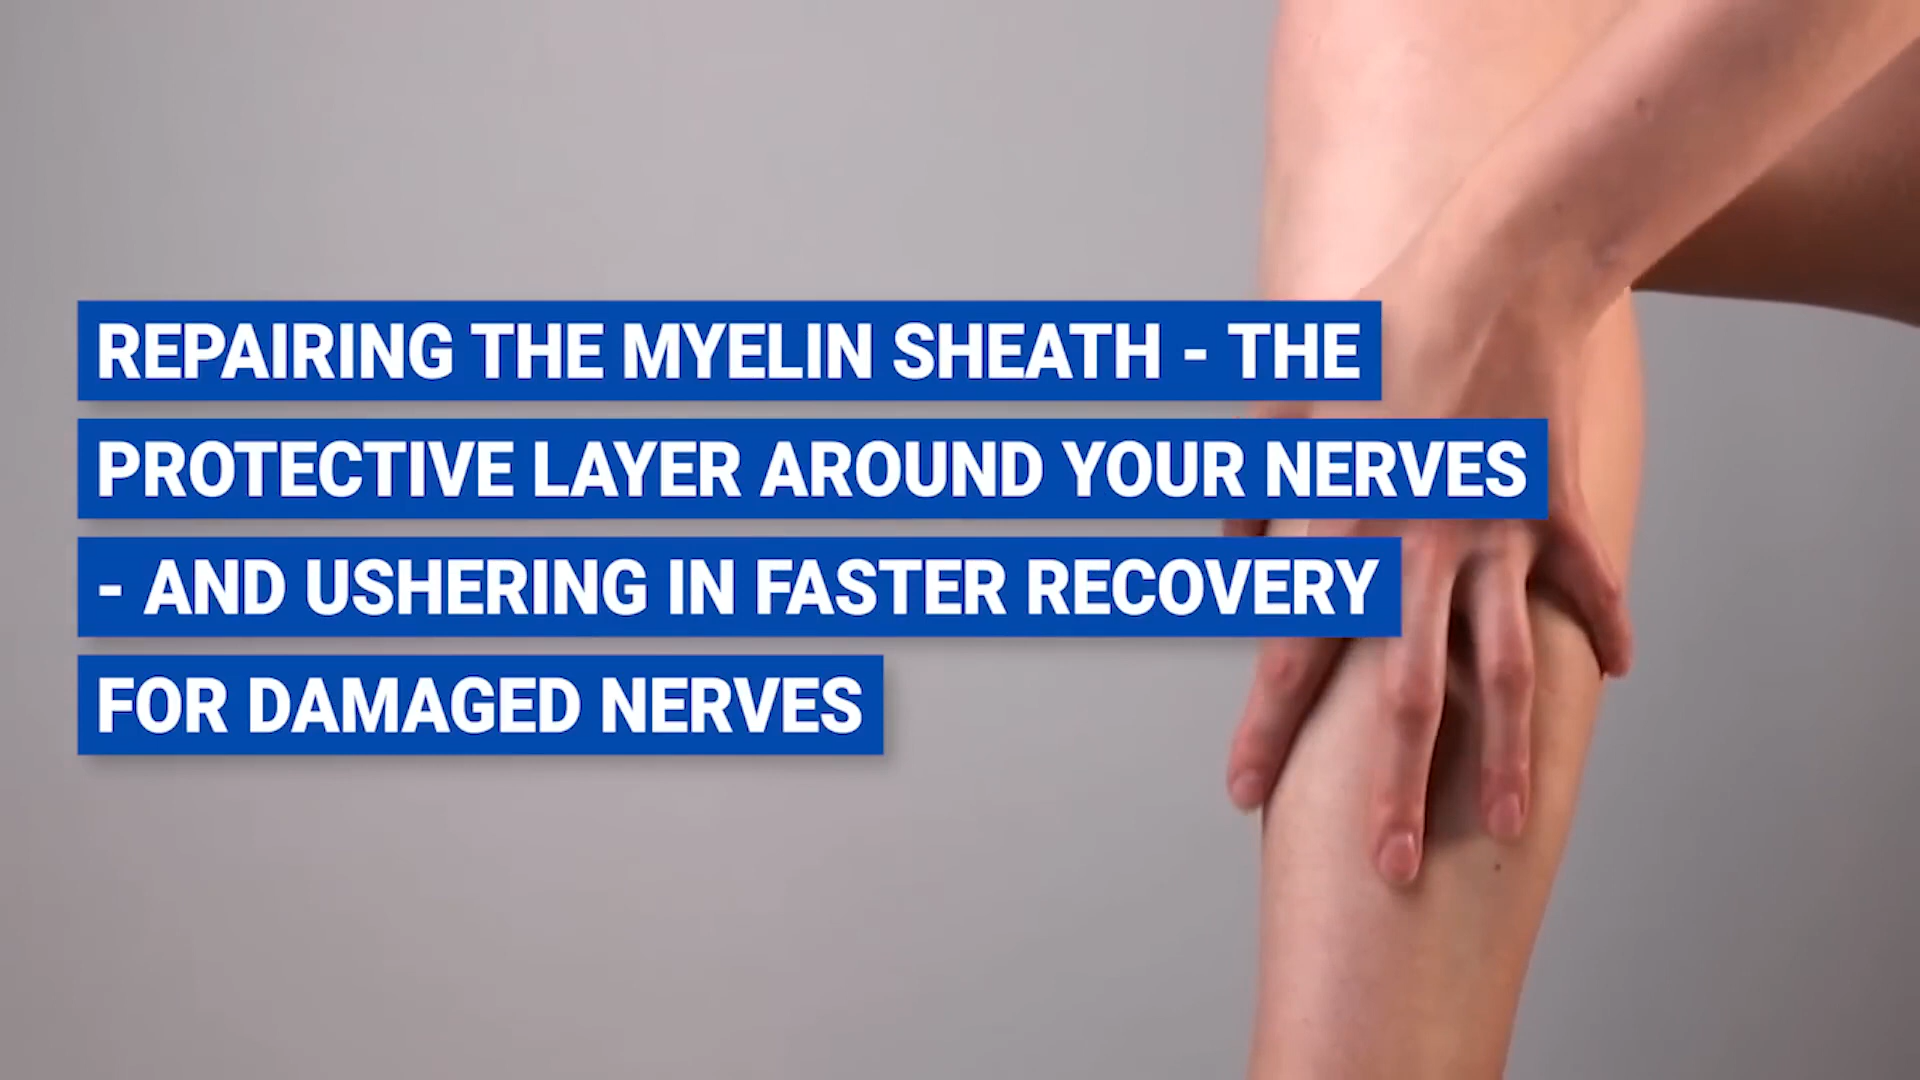 REPAIRING THE MYELIN SHEATH - THE
PROTECTIVE LAYER AROUND YOUR NERVES
- AND USHERING IN FASTER RECOVERY
FOR DAMAGED NERVES